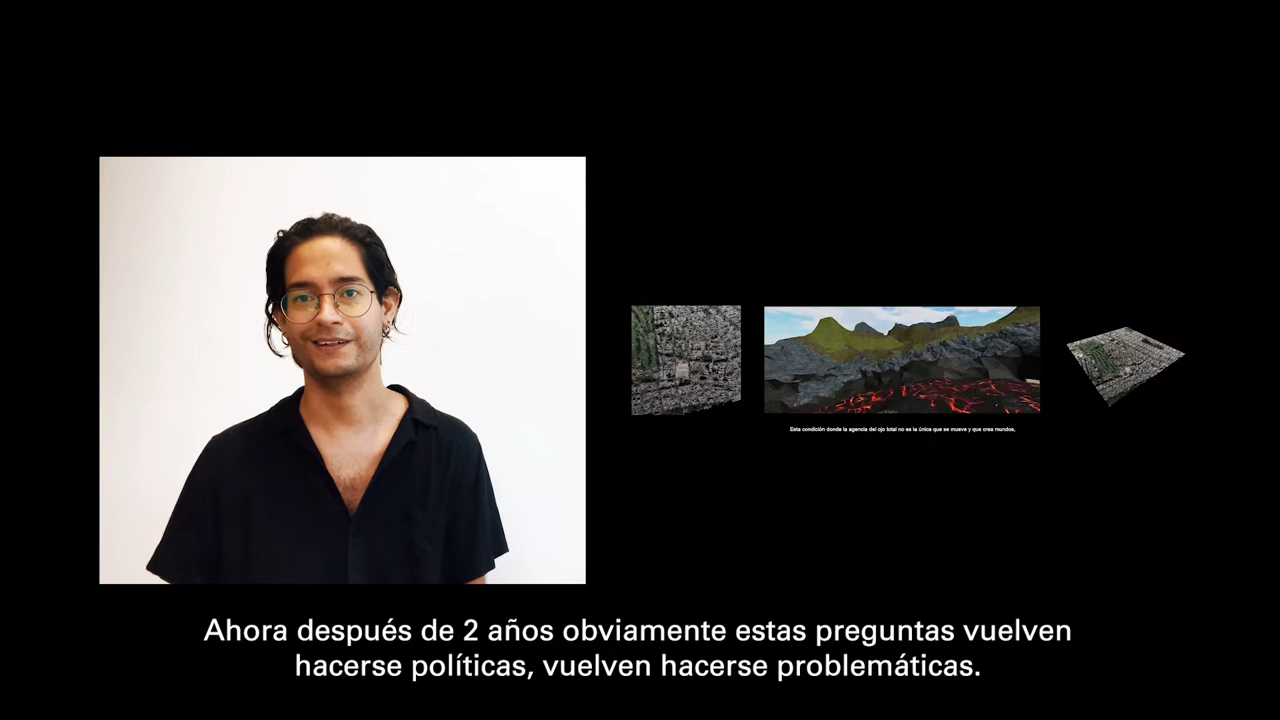 Esta condición donde la agencia del ojo total no es la única que se mueve y que crea mundos,
Ahora después de 2 años obviamente estas preguntas vuelven
hacerse políticas, vuelven hacerse problemáticas.